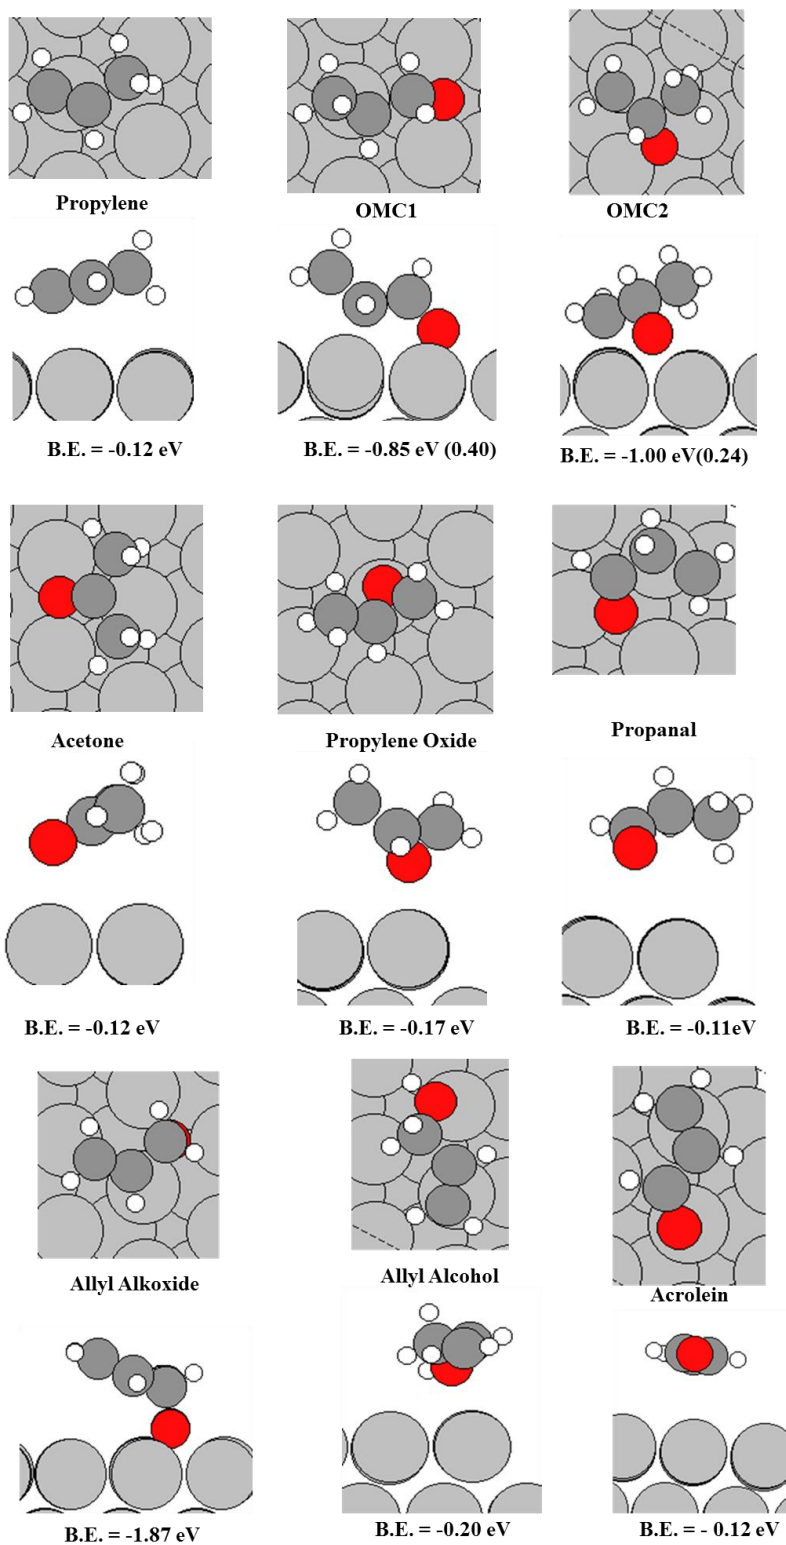 Propylene
OMC1
OMC2
B.E. = -0.12 eV
B.E. = -0.85 eV (0.40)
B.E. = -1.00 eV(0.24)
Acetone
Propylene Oxide
Propanal
B.E. = -0.12 eV
B.E. = -0.17 eV
B.E. = -0.11eV
Allyl Alkoxide
Allyl Alcohol
Acrolein
B.E. = -1.87 eV
B.E. = -0.20 eV
B.E. = - 0.12 eV